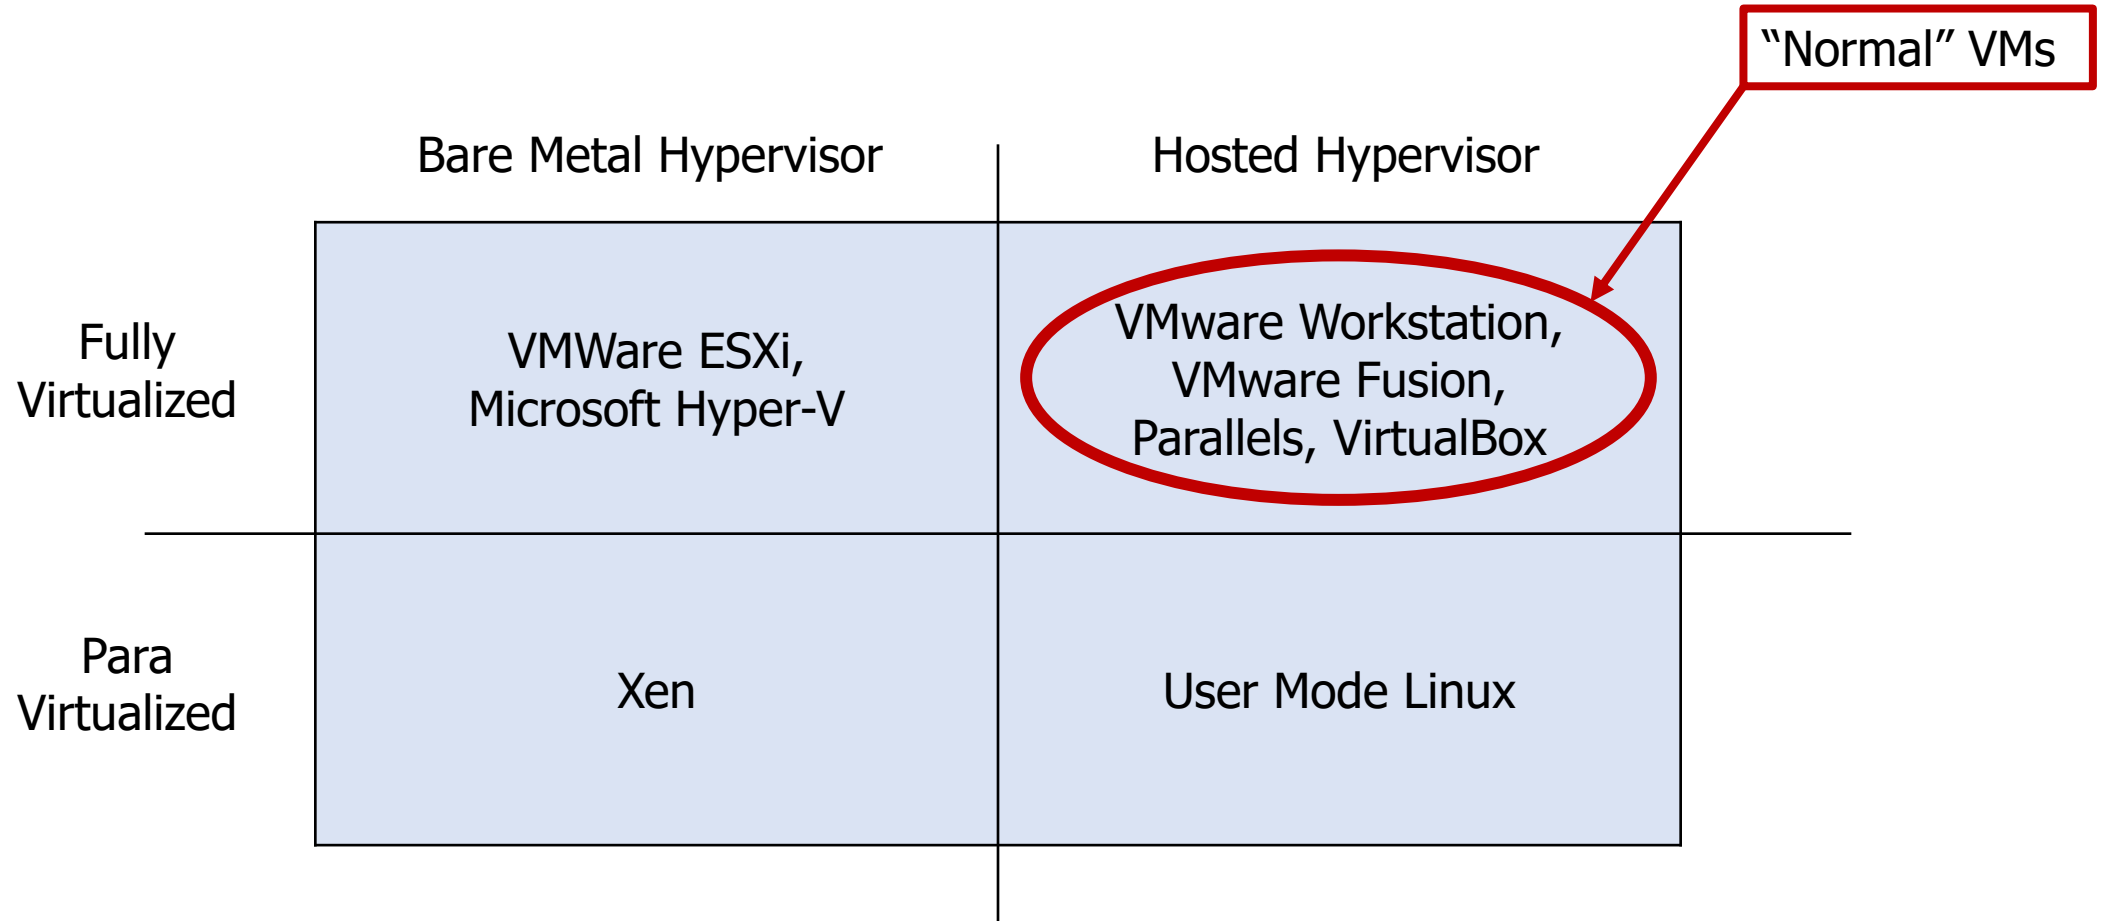 “Normal” VMs
Bare Metal Hypervisor
Hosted Hypervisor
Fully
Virtualized
VMWare ESXi,
Microsoft Hyper-V
VMware Workstation,
VMware Fusion,
Parallels, VirtualBox
Para
Virtualized
Xen
User Mode Linux